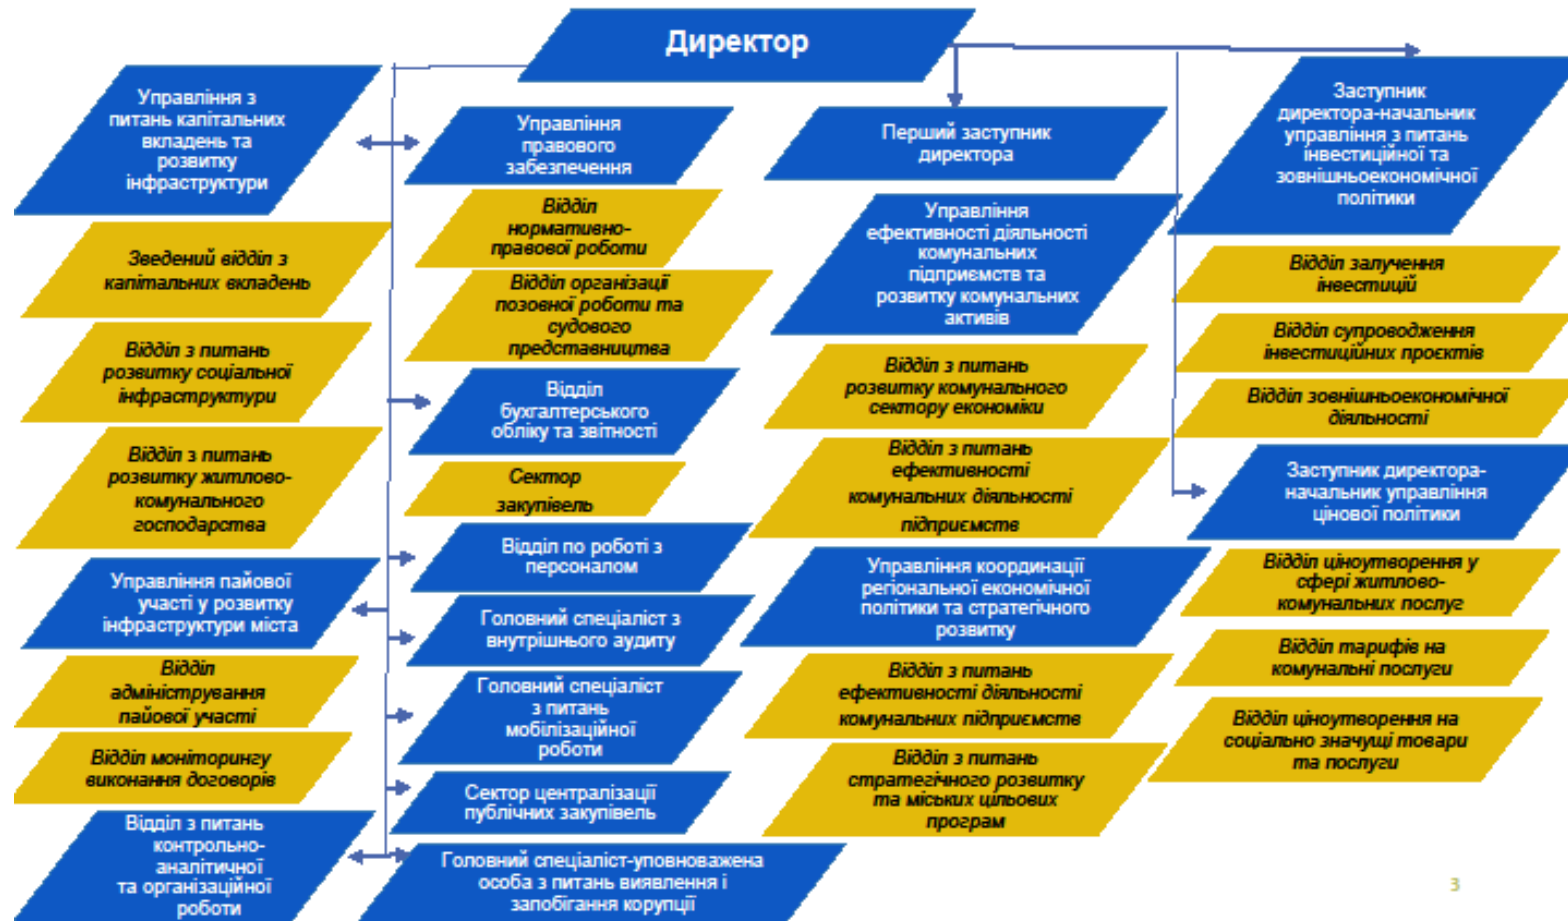 Директор
Управління з
питань капітальних
вкладень та
розвитку
інфраструктури
Зведений відділ з
капітальних вкладень
Відділ з питань
розвитку соціальної
інфраструктури
Відділ з питань
розвитку житлово-
комунального
господарства
Управління пайової
участі у розвитку
інфраструктури міста
Відділ
адміністрування
пайової участі
Відділ моніторингу
виконання договорів
Відділ з питань
контрольно-
аналітичної
та організаційної
роботи
Управління
правового
забезпечення
Відділ
нормативно-
правової роботи
Відділ організації
позовної роботи та
судового
представництва
Відділ
бухгалтерського
обліку та звітності
Сектор
закупівель
Відділ по роботі з
персоналом
Головний спеціаліст з
внутрішнього аудиту
Головний спеціаліст
з питань
мобілізаційної
роботи
Сектор централізації
публічних закупівель
Головний спеціаліст-уповноважена
особа з питань виявлення і
запобігання корупції
Перший заступник
директора
Управління
ефективності діяльності
комунальних
підприємств та
розвитку комунальних
активів
Відділ з питань
розвитку комунального
сектору економіки
Відділ з питань
ефективності
комунальних діяльності
підприємств
Управління координації
регіональної економічної
політики та стратегічного
розвитку
Відділ з питань
ефективності діяльності
комунальних підприємств
Відділ з питань
стратегічного розвитку
та міських цільових
програм
Заступник
директора-начальник
управління з питань
інвестиційної та
зовнішньоекономічної
політики
Відділ залучення
інвестицій
Відділ супроводження
інвестиційних проєктів
Відділ зовнішньоекономічної
діяльності
Заступник директора-
начальник управління
цінової політики
Відділ ціноутворення у
сфері житлово-
комунальних послуг
Відділ тарифів на
комунальні послуги
Відділ ціноутворення на
соціально значущі товари
та послуги
3